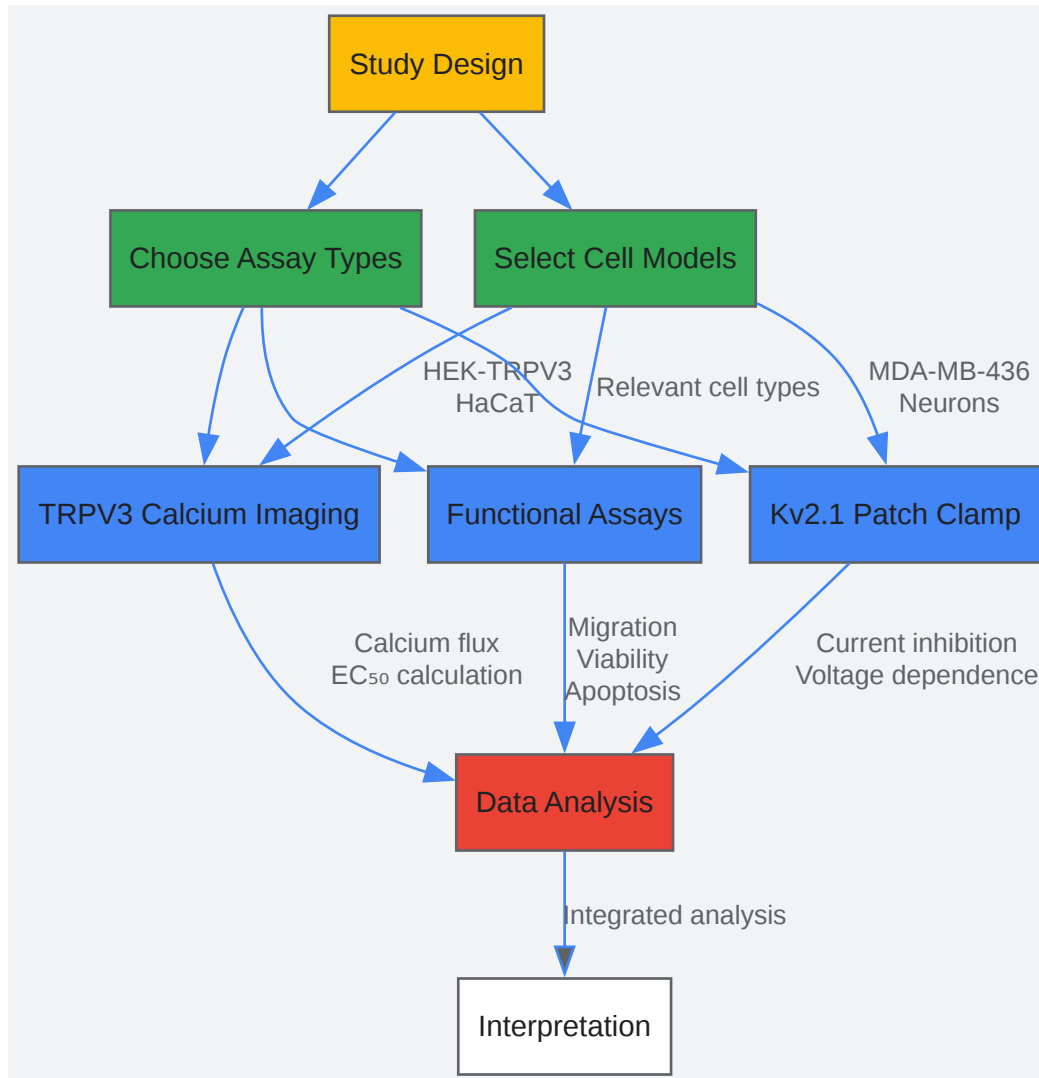 Study Design
Choose Assay Types
Select Cell Models
HEK-TRPV3
HaCaT
Relevant cell types
MDA-MB-436
Neurons
TRPV3 Calcium Imaging
Functional Assays
Kv2.1 Patch Clamp
Calcium flux
EC₅₀ calculation
Migration
Viability
Apoptosis
Current inhibition
Voltage dependence
Data Analysis
Integrated analysis
Interpretation